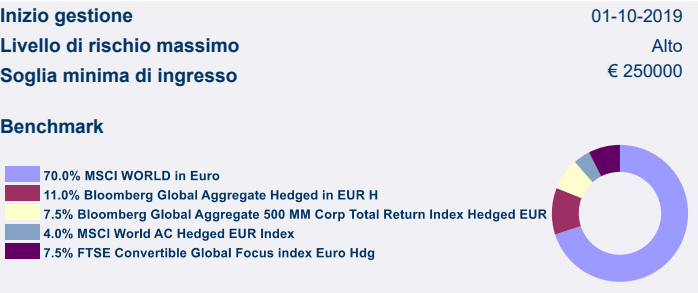 Inizio gestione 01-10-2019
Livello di rischio massimo Alto
Soglia minima di ingresso € 250000
Benchmark
70.0% MSCI WORLD in Euro
11.0% Bloomberg Global Aggregate Hedged in EUR H
7.5% Bloomberg Global Aggregate 500 MM Corp Total Return Index Hedged EUR
4.0% MSCI World AC Hedged EUR Index
7.5% FTSE Convertible Global Focus index Euro Hdg